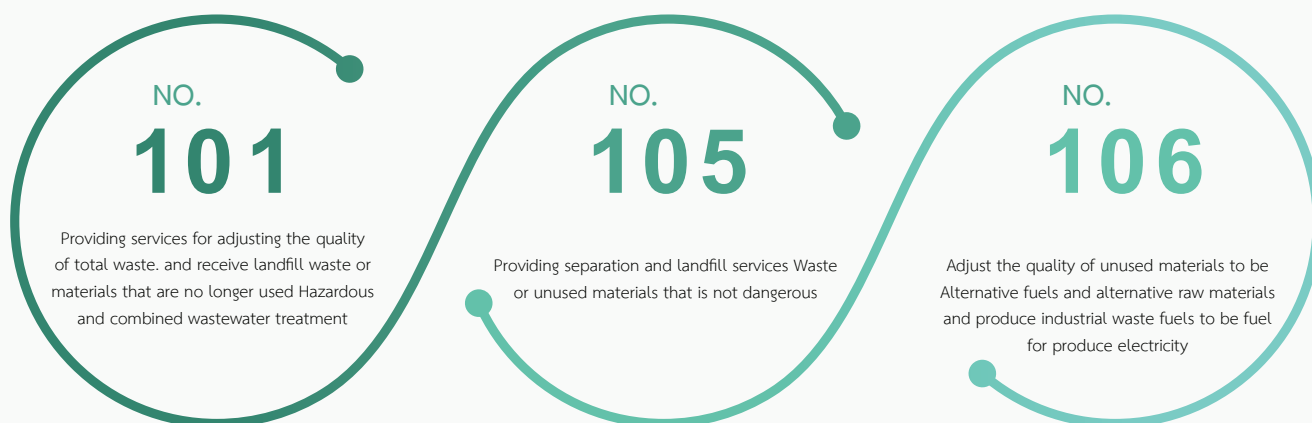 NO.
101
Providing services for adjusting the quality
of total waste. and receive landfill waste or
materials that are no longer used Hazardous
and combined wastewater treatment
NO.
105
Providing separation and landfill services Waste
or unused materials that is not dangerous
NO.
106
Adjust the quality of unused materials to be
Alternative fuels and alternative raw materials
and produce industrial waste fuels to be fuel
for produce electricity